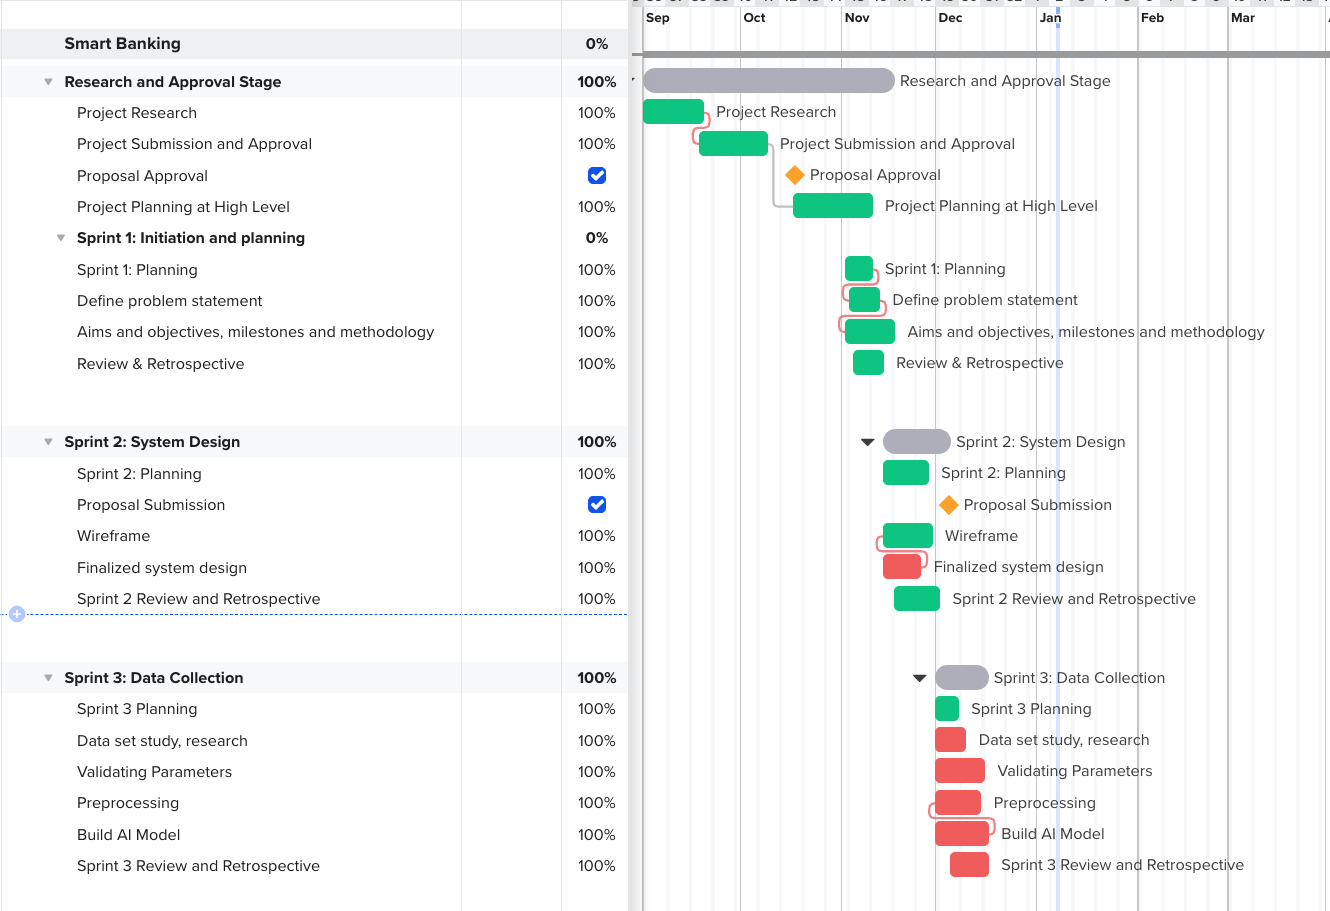 Sep Oct Nov Dec Jan Feb Mar
Smart Banking 0%
Research and Approval Stage 100% Research and Approval Stage
Project Research 100% Project Research
Project Submission and Approval 100% Project Submission and Approval
Proposal Approval Proposal Approval
Project Planning at High Level 100% Project Planning at High Level
Sprint 1: Initiation and planning 0%
Sprint 1: Planning 100% Sprint 1: Planning
Define problem statement 100% Define problem statement
Aims and objectives, milestones and methodology 100% Aims and objectives, milestones and methodology
Review & Retrospective 100% Review & Retrospective
Sprint 2: System Design 100% Sprint 2: System Design
Sprint 2: Planning 100% Sprint 2: Planning
Proposal Submission Proposal Submission
Wireframe 100% Wireframe
Finalized system design 100% Finalized system design
Sprint 2 Review and Retrospective 100% Sprint 2 Review and Retrospective
Sprint 3: Data Collection 100% Sprint 3: Data Collection
Sprint 3 Planning 100% Sprint 3 Planning
Data set study, research 100% Data set study, research
Validating Parameters 100% Validating Parameters
Preprocessing 100% Preprocessing
Build AI Model 100% Build AI Model
Sprint 3 Review and Retrospective 100% Sprint 3 Review and Retrospective